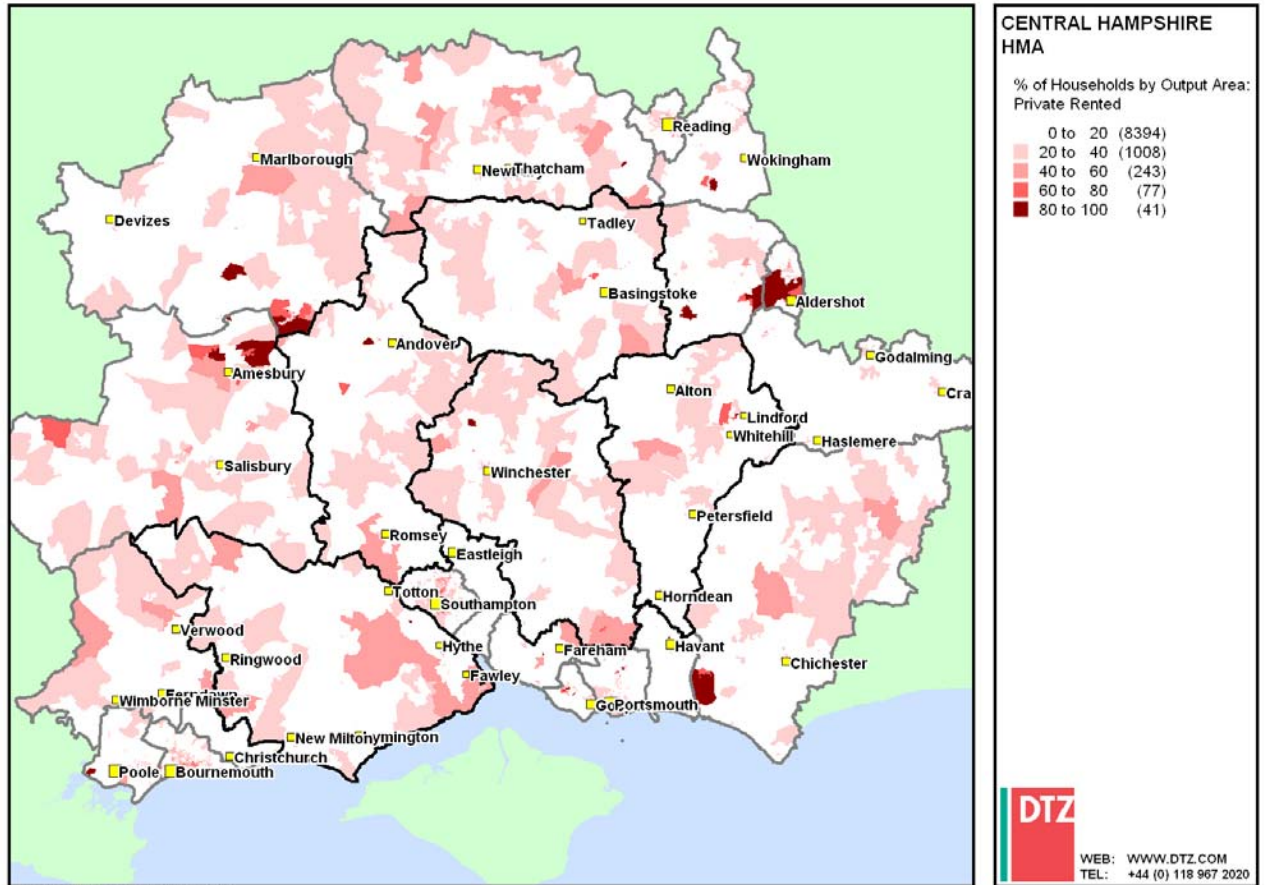 CENTRAL HAMPSHIRE
HMA
% of Households by Output Area:
Private Rented
0 to 20 (8394)
20 to 40 (1008)
40 to 60 (243)
60 to 80 (77)
80 to 100 (41)
Reading
Marlborough
Wokingham
Thatcham
Devizes
Tadley
Basingstoke
Aldershot
Andover
Godalming
Amesbury
Alton
Cra
Lindford
Whitehill
Haslemere
Salisbury
Winchester
Petersfield
Romsey
Eastleigh
Totton
Southampton
Horndean
Verwood
Hythe
Havant
Fareham
Ringwood
Chichester
Fawley
Wimborne Minster
Portsmouth
New Milton
ymington
Christchurch
Poole
Bournemouth
DTZ
WEB: WWW.DTZ.COM
TEL: +44 (0) 118 967 2020